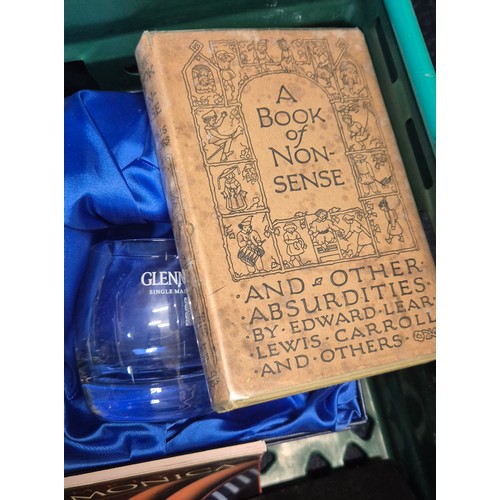 A
BOOK
of
NON-
SENSE
AND OTHER
ABSURDITIES
BY EDWARD LEAR
LEWIS CARROLL
AND OTHERS
GLENN
SINGLE MA
MONICA